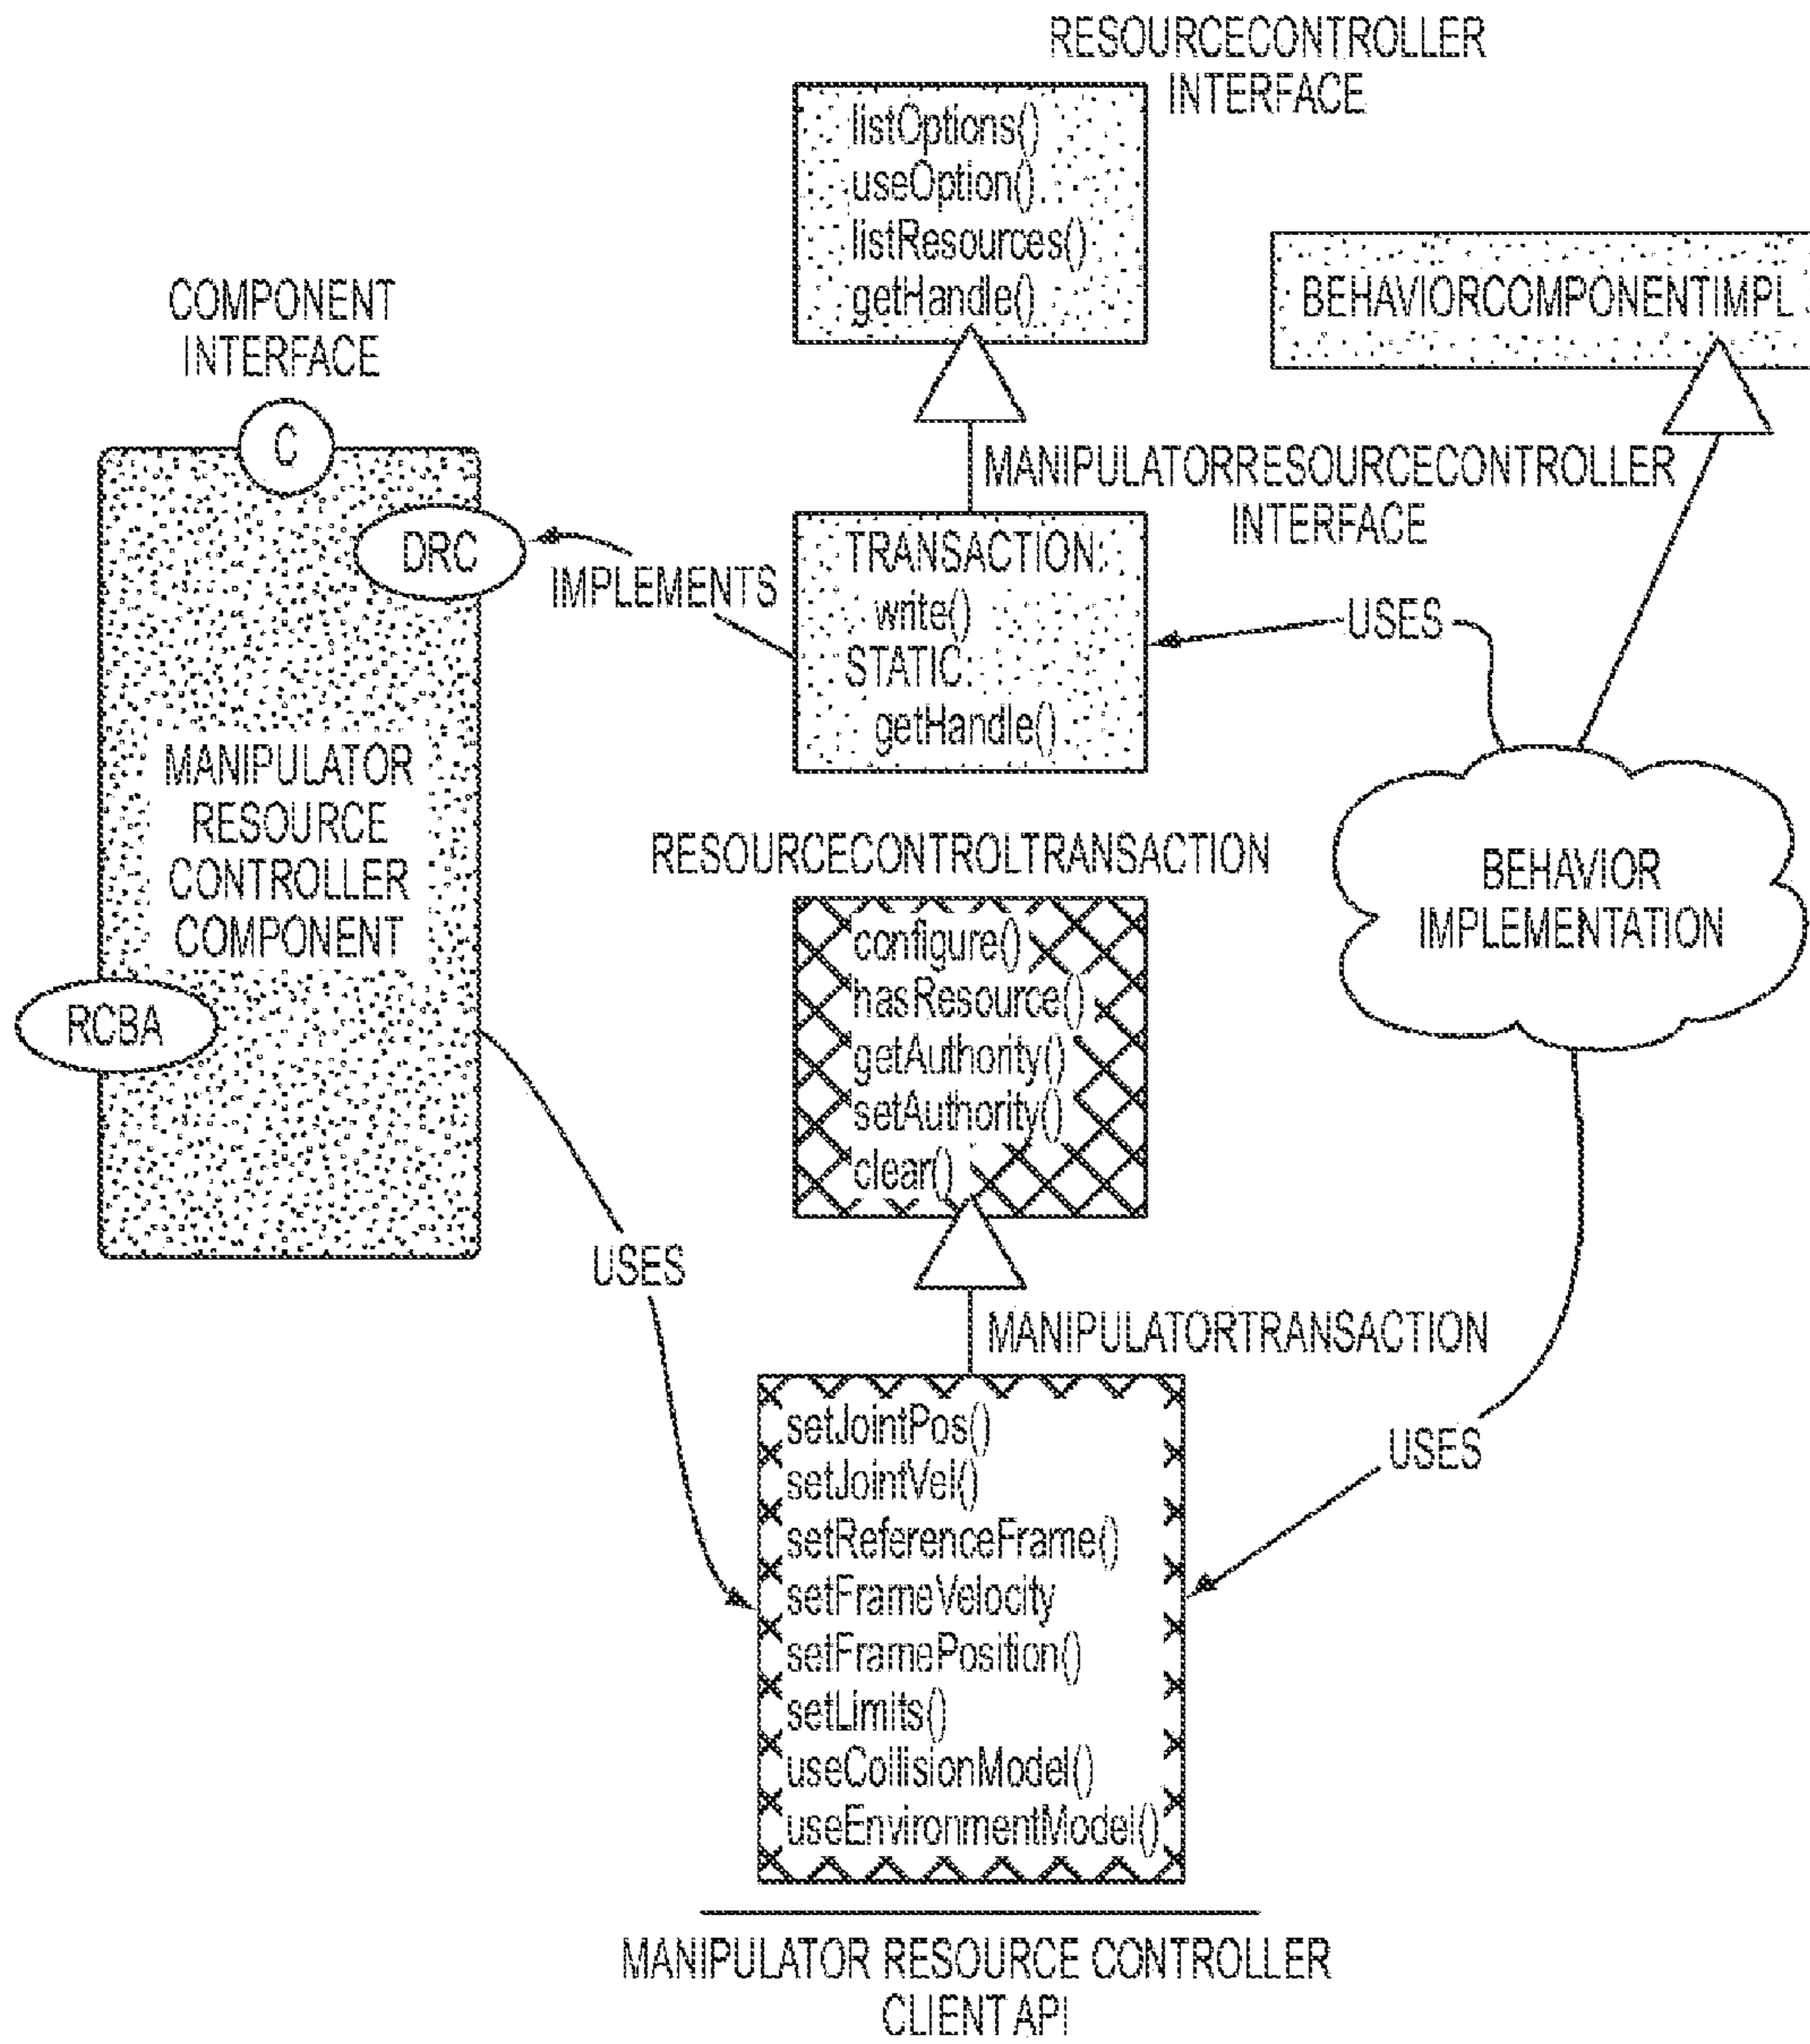 RESOURCECONTROLLER
INTERFACE
listOptions()
useOption()
listResources()
getHandle()
BEHAVIORCOMPONENTIMPL
COMPONENT
INTERFACE
C
MANIPULATORRESOURCECONTROLLER
INTERFACE
DRC
IMPLEMENTS
TRANSACTION:
write()
STATIC:
getHandle()
USES
MANIPULATOR
RESOURCE
CONTROLLER
COMPONENT
RCBA
RESOURCECONTROLTRANSACTION
configure()
hasResource()
getAuthority()
setAuthority()
clear()
BEHAVIOR
IMPLEMENTATION
USES
MANIPULATORTRANSACTION
setJointPos()
setJointVel()
setReferenceFrame()
setFrameVelocity
setFramePosition()
setLimits()
useCollisionModel()
useEnvironmentModel()
USES
MANIPULATOR RESOURCE CONTROLLER
CLIENT API